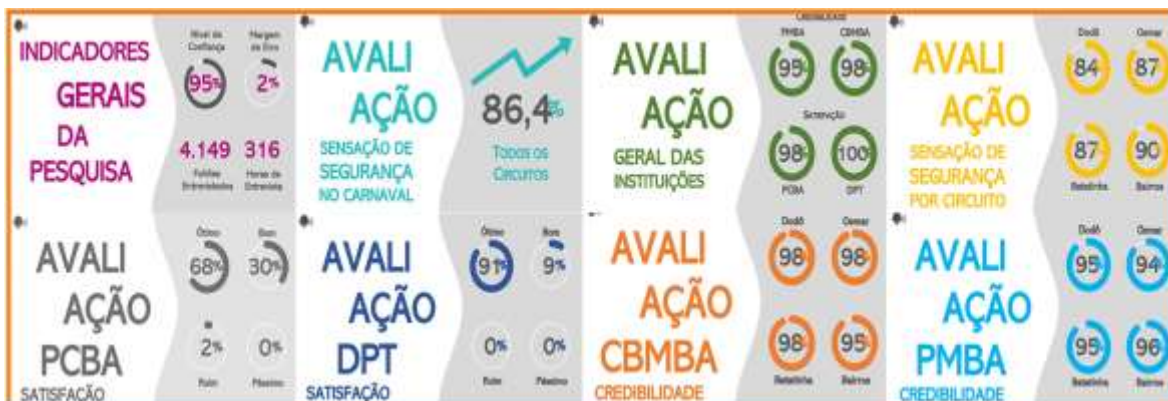 INDICADORES
GERAIS
DA
PESQUISA
Nível de
Confiança
Margem
de Erro
95%
2%
4.149
316
Foliões
Entrevistados
Horas de
Entrevista
AVALI
AÇÃO
SENSAÇÃO DE
SEGURANÇA
NO CARNAVAL
86,4%
Todos os
Circuitos
AVALI
AÇÃO
GERAL DAS
INSTITUIÇÕES
CREDIBILIDADE
PMBA
CBMBA
95%
98%
Satisfação
98%
100%
PCBA
DPT
AVALI
AÇÃO
SENSAÇÃO DE
SEGURANÇA
POR CIRCUITO
Dodô
Osmar
84
87
87
90
Batatinha
Bairros
AVALI
AÇÃO
PCBA
SATISFAÇÃO
Ótimo
Bom
68%
30%
2%
0%
Ruim
Péssimo
AVALI
AÇÃO
DPT
SATISFAÇÃO
Ótimo
Bom
91%
9%
0%
0%
Ruim
Péssimo
AVALI
AÇÃO
CBMBA
CREDIBILIDADE
Dodô
Osmar
98
98
98
95
Batatinha
Bairros
AVALI
AÇÃO
PMBA
CREDIBILIDADE
Dodô
Osmar
95
94
95
96
Batatinha
Bairros